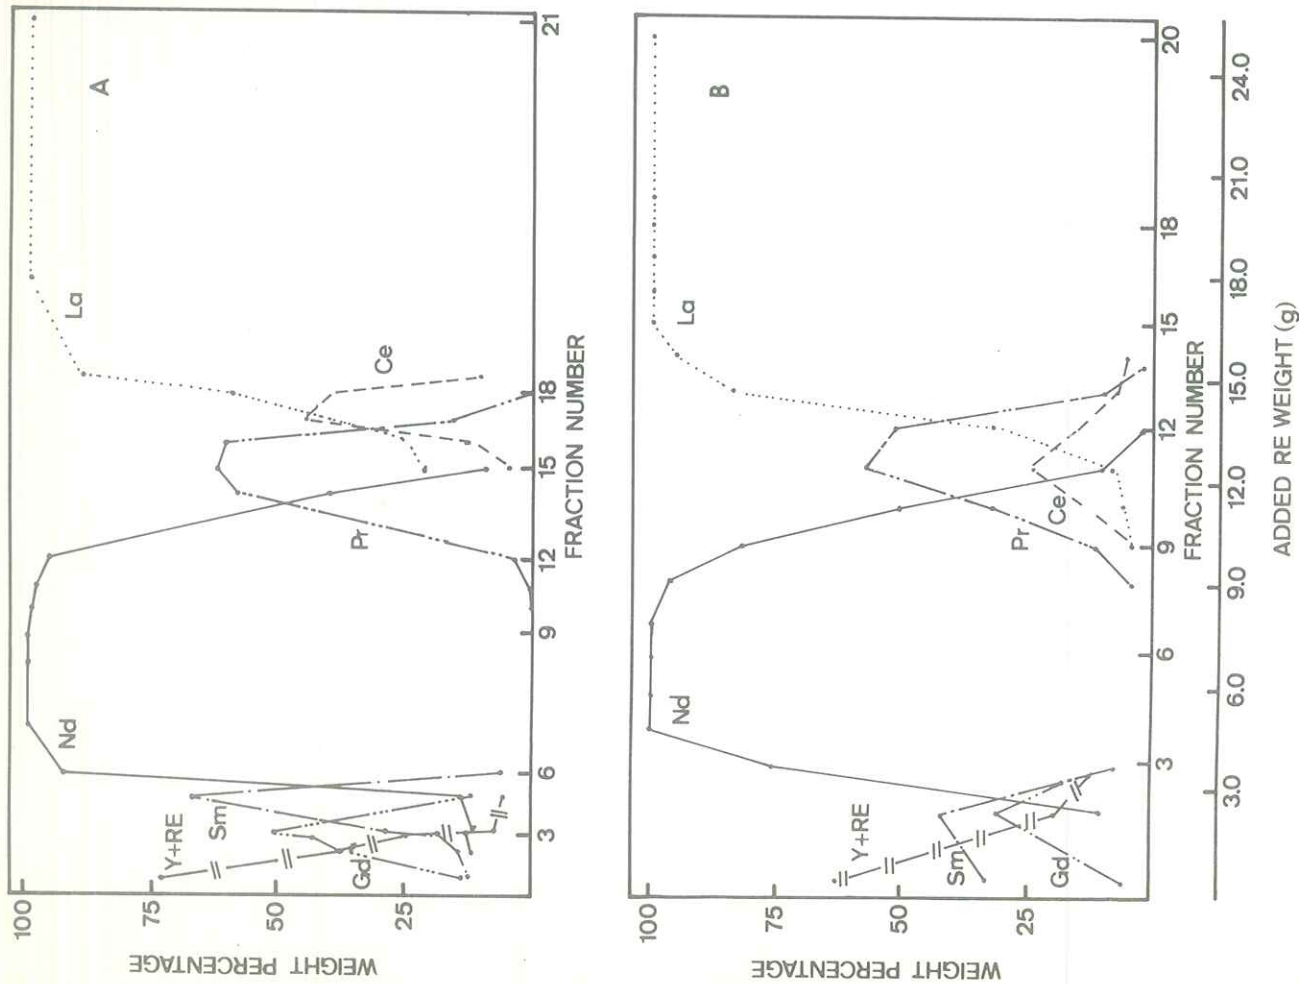 A
100
75
50
25
WEIGHT PERCENTAGE
Y+RE
Sm
Gd
Nd
Pr
Ce
La
3
6
9
12
15
18
21
FRACTION NUMBER
B
100
75
50
25
WEIGHT PERCENTAGE
Y+RE
Sm
Gd
Nd
Pr
Ce
La
3
6
9
12
15
18
20
FRACTION NUMBER
3.0
6.0
9.0
12.0
15.0
18.0
21.0
24.0
ADDED RE WEIGHT (g)